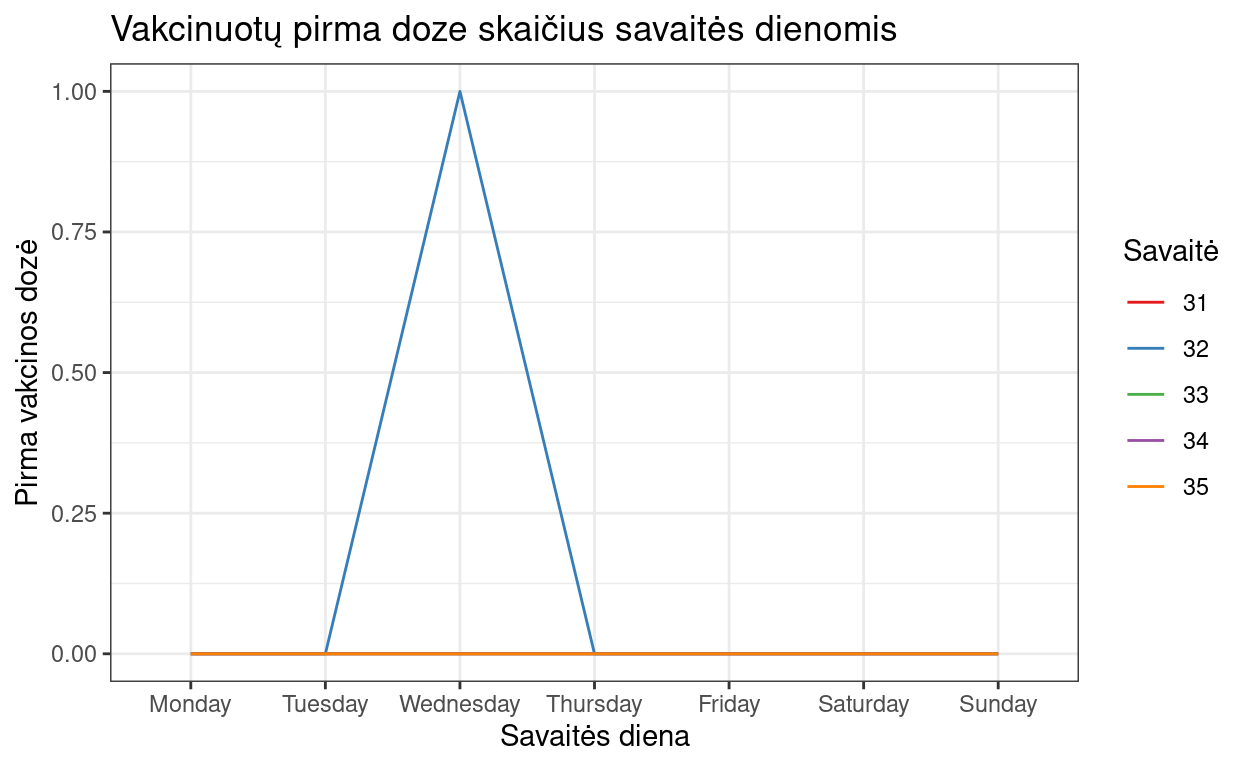 Vakcinuotų pirma doze skaičius savaitės dienomis
1.00
0.75
0.50
0.25
0.00
Pirma vakcinos dozė
Monday Tuesday Wednesday Thursday Friday Saturday Sunday
Savaitės diena
Savaitė
31
32
33
34
35